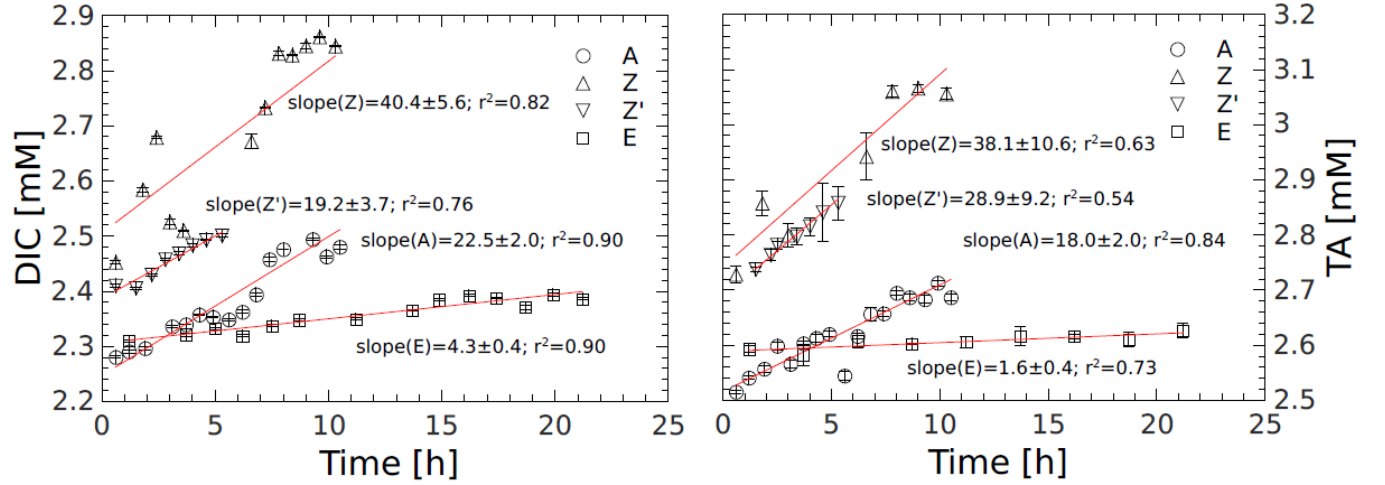 2.9
2.8
2.7
2.6
2.5
2.4
2.3
2.2
DIC [mM]
A
Z
Z'
E
slope(Z)=40.4±5.6; r²=0.82
slope(Z')=19.2±3.7; r²=0.76
slope(A)=22.5±2.0; r²=0.90
slope(E)=4.3±0.4; r²=0.90
0 5 10 15 20 25
Time [h]
A
Z
Z'
E
slope(Z)=38.1±10.6; r²=0.63
slope(Z')=28.9±9.2; r²=0.54
slope(A)=18.0±2.0; r²=0.84
slope(E)=1.6±0.4; r²=0.73
3.2
3.1
3
2.9
2.8
2.7
2.6
2.5
TA [mM]
0 5 10 15 20 25
Time [h]